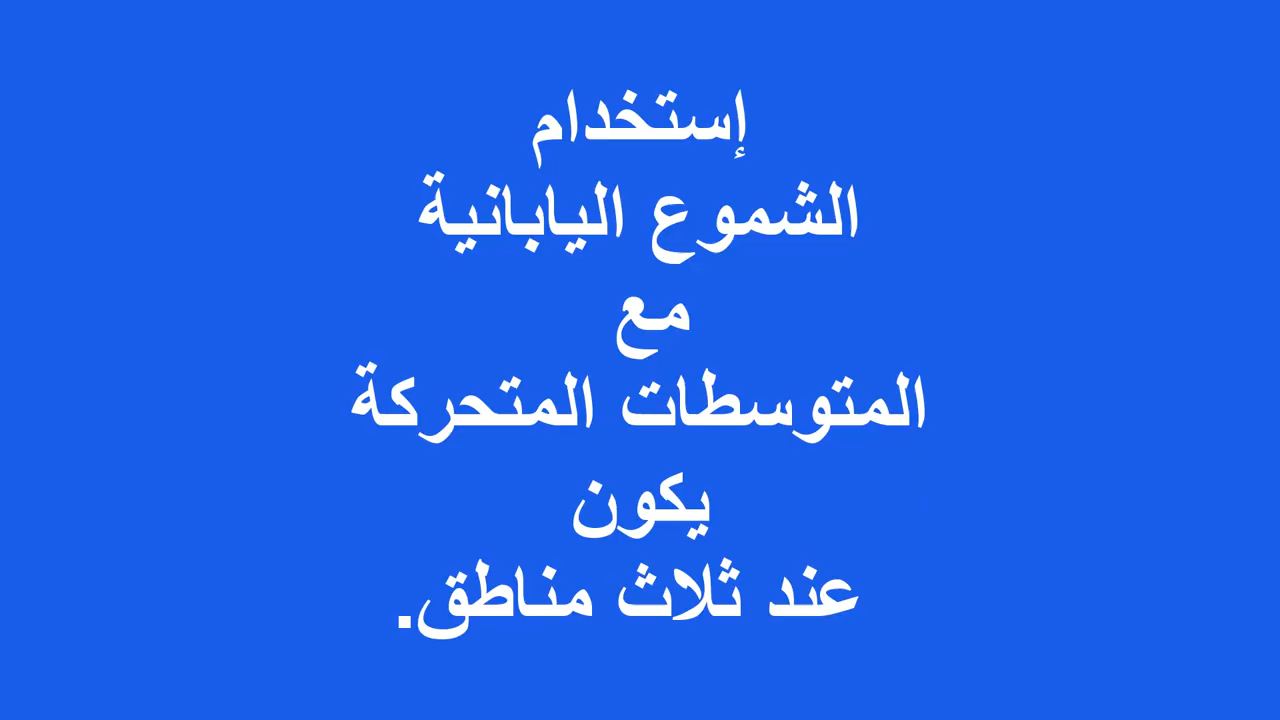 إستخدام
الشموع اليابانية
مع
المتوسطات المتحركة
يكون
عند ثلاث مناطق.